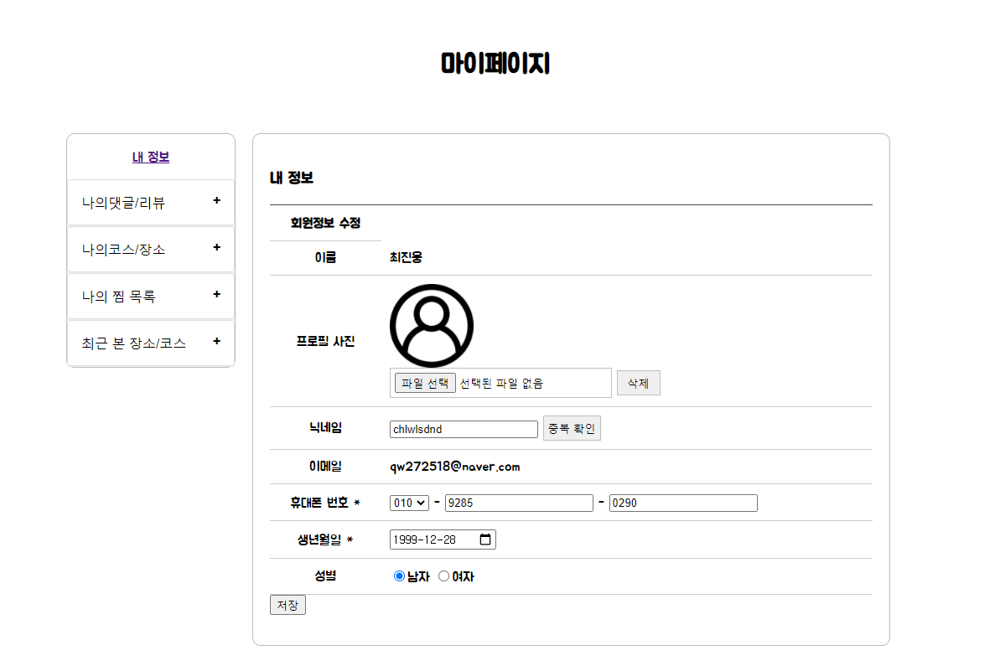 마이페이지
내 정보
나의댓글/리뷰 +
나의코스/장소 +
나의 찜 목록 +
최근 본 장소/코스 +
내 정보
회원정보 수정
이름 최진웅
프로필 사진
파일 선택 선택된 파일 없음 삭제
닉네임 chlwlsdnd 중복 확인
이메일 qw272518@naver.com
휴대폰 번호 * 010 - 9285 - 0290
생년월일 * 1999-12-28
성별 남자 여자
저장